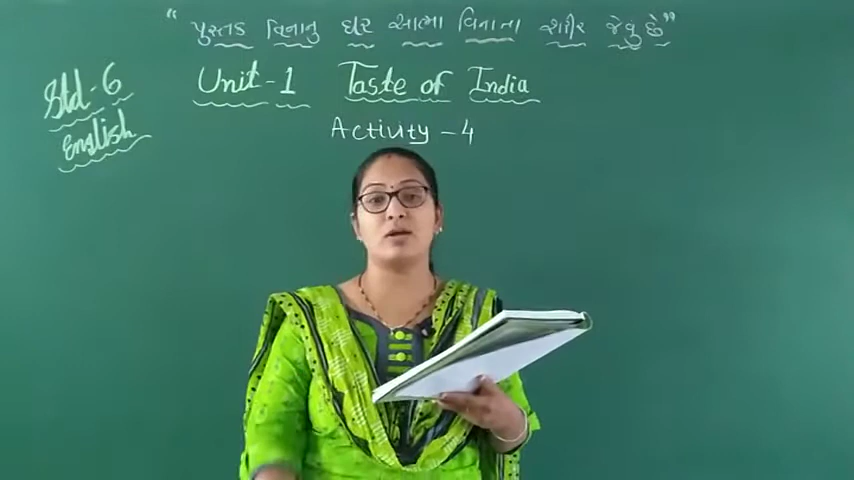 "પુસ્તક વિનાનુ ઘર આત્મા વિનાના શરીર જેવું છે"
Std-6
Unit-1 Taste of India
English
Activity-4